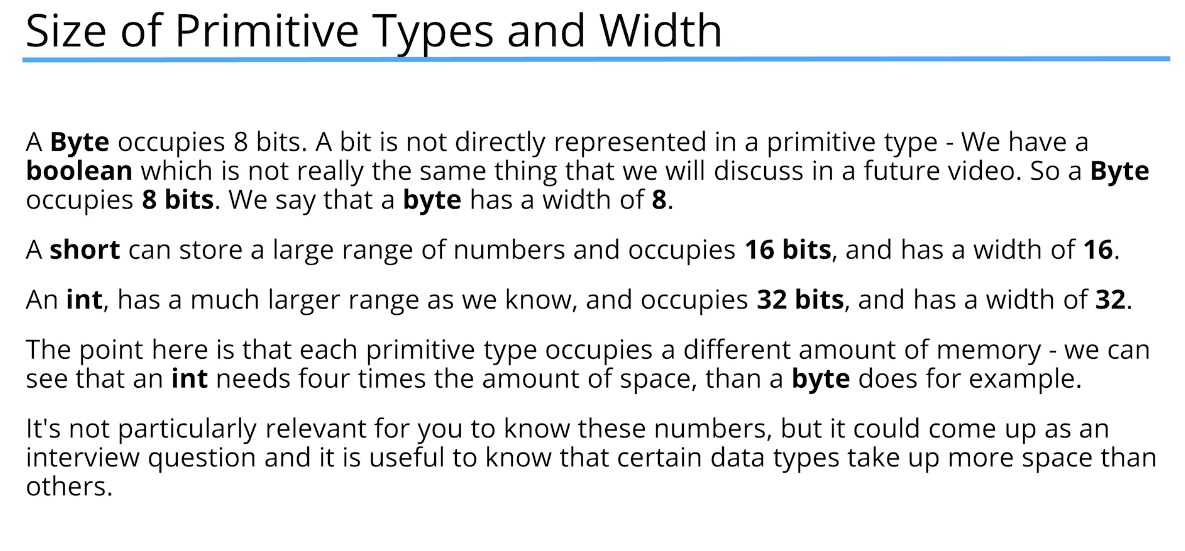 Size of Primitive Types and Width
A Byte occupies 8 bits. A bit is not directly represented in a primitive type - We have a
boolean which is not really the same thing that we will discuss in a future video. So a Byte
occupies 8 bits. We say that a byte has a width of 8.
A short can store a large range of numbers and occupies 16 bits, and has a width of 16.
An int, has a much larger range as we know, and occupies 32 bits, and has a width of 32.
The point here is that each primitive type occupies a different amount of memory - we can
see that an int needs four times the amount of space, than a byte does for example.
It's not particularly relevant for you to know these numbers, but it could come up as an
interview question and it is useful to know that certain data types take up more space than
others.